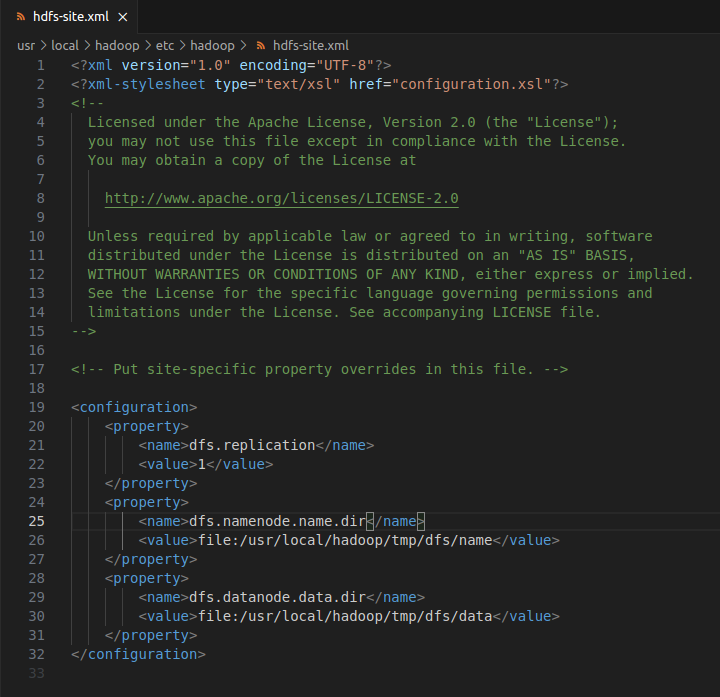 hdfs-site.xml ×
usr > local > hadoop > etc > hadoop > hdfs-site.xml
1 <?xml version="1.0" encoding="UTF-8"?>
2 <?xml-stylesheet type="text/xsl" href="configuration.xsl"?>
3 <!--
4   Licensed under the Apache License, Version 2.0 (the "License");
5   you may not use this file except in compliance with the License.
6   You may obtain a copy of the License at
7
8     http://www.apache.org/licenses/LICENSE-2.0
9
10   Unless required by applicable law or agreed to in writing, software
11   distributed under the License is distributed on an "AS IS" BASIS,
12   WITHOUT WARRANTIES OR CONDITIONS OF ANY KIND, either express or implied.
13   See the License for the specific language governing permissions and
14   limitations under the License. See accompanying LICENSE file.
15 -->
16
17 <!-- Put site-specific property overrides in this file. -->
18
19 <configuration>
20     <property>
21         <name>dfs.replication</name>
22         <value>1</value>
23     </property>
24     <property>
25         <name>dfs.namenode.name.dir</name>
26         <value>file:/usr/local/hadoop/tmp/dfs/name</value>
27     </property>
28     <property>
29         <name>dfs.datanode.data.dir</name>
30         <value>file:/usr/local/hadoop/tmp/dfs/data</value>
31     </property>
32 </configuration>
33